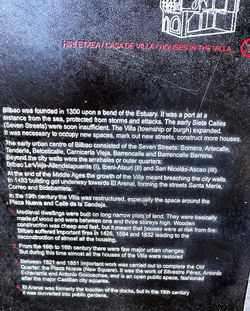 HIRI ETXEA / CASA DE VILLA / HOUSES IN THE VILLA
Bilbao was founded in 1300 upon a bend of the Estuary. It was a port at a
distance from the sea, protected from storms and attacks. The early Siete Calles
(Seven Streets) were soon insufficient. The Villa (township or burgh) expanded.
It was necessary to occupy new spaces, mark out new streets, construct more houses.
The early urban centre of Bilbao consisted of the Seven Streets: Somera, Artecalle,
Tendería, Belosticalle, Carnicería Vieja, Barrencalle and Barrencalle Barrena.
Beyond the city walls were the arrabales or outer quarters:
Bilbao La Vieja-Allende (I), Ibeni-Atxuri (II) and San Nicolás-Ascao (III).
At the end of the Middle Ages the growth of the Villa meant breaching the city walls
in 1483 building commenced towards El Arenal, forming the streets Santa María,
Correo and Bidebarrieta.
In the 19th century the Villa was restructured, especially the space around the
Plaza Nueva and Calle de la Sendeja.
Medieval dwellings were built on long narrow plots of land. They were basically
made of wood and were between one and three storeys high. Wooden
construction was cheap and fast, but it meant that houses were at risk from fire.
Bilbao suffered important fires in 1426, 1594 and 1632 leading to the
reconstruction of almost all the housing.
From the 16th to 18th century there were few major urban changes.
But during this time almost all the houses of the Villa were restored
Between 1821 and 1851 important work was carried out to complete the Old
Quarter: the Plaza Nueva (New Square). It was the work of Silvestre Pérez, Antonio
Echevarría and Antonio Goicoechea, and is an open public space, systematised
after the major Castilian city squares.
El Arenal was formerly the location of the docks, but in the 18th century
it was converted into public gardens.